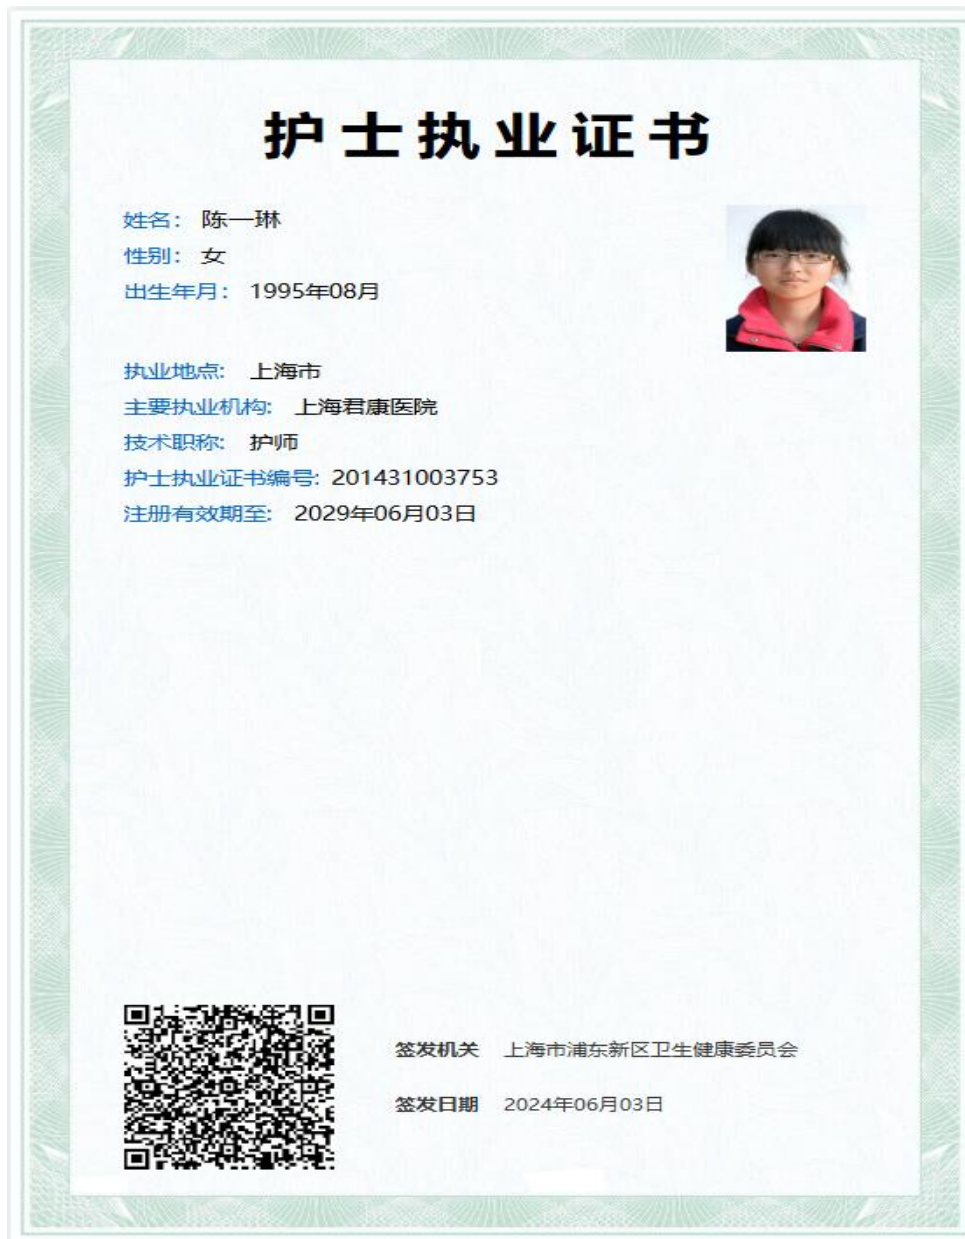 护士执业证书
姓名： 陈一琳
性别： 女
出生年月： 1995年08月
执业地点: 上海市
主要执业机构: 上海君康医院
技术职称: 护师
护士执业证书编号: 201431003753
注册有效期至: 2029年06月03日
签发机关 上海市浦东新区卫生健康委员会
签发日期 2024年06月03日